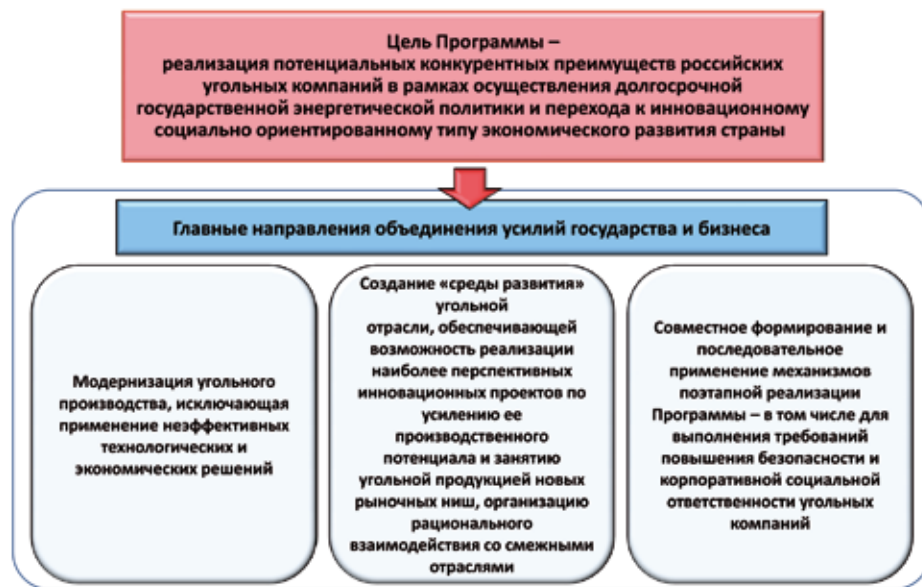 Цель Программы –
реализация потенциальных конкурентных преимуществ российских
угольных компаний в рамках осуществления долгосрочной
государственной энергетической политики и перехода к инновационному
социально ориентированному типу экономического развития страны
Главные направления объединения усилий государства и бизнеса
Модернизация угольного
производства, исключающая
применение неэффективных
технологических и
экономических решений
Создание «среды развития»
угольной
отрасли, обеспечивающей
возможность реализации
наиболее перспективных
инновационных проектов по
усилению ее
производственного
потенциала и занятию
угольной продукцией новых
рыночных ниш, организацию
рационального
взаимодействия со смежными
отраслями
Совместное формирование и
последовательное
применение механизмов
поэтапной реализации
Программы – в том числе для
выполнения требований
повышения безопасности и
корпоративной социальной
ответственности угольных
компаний